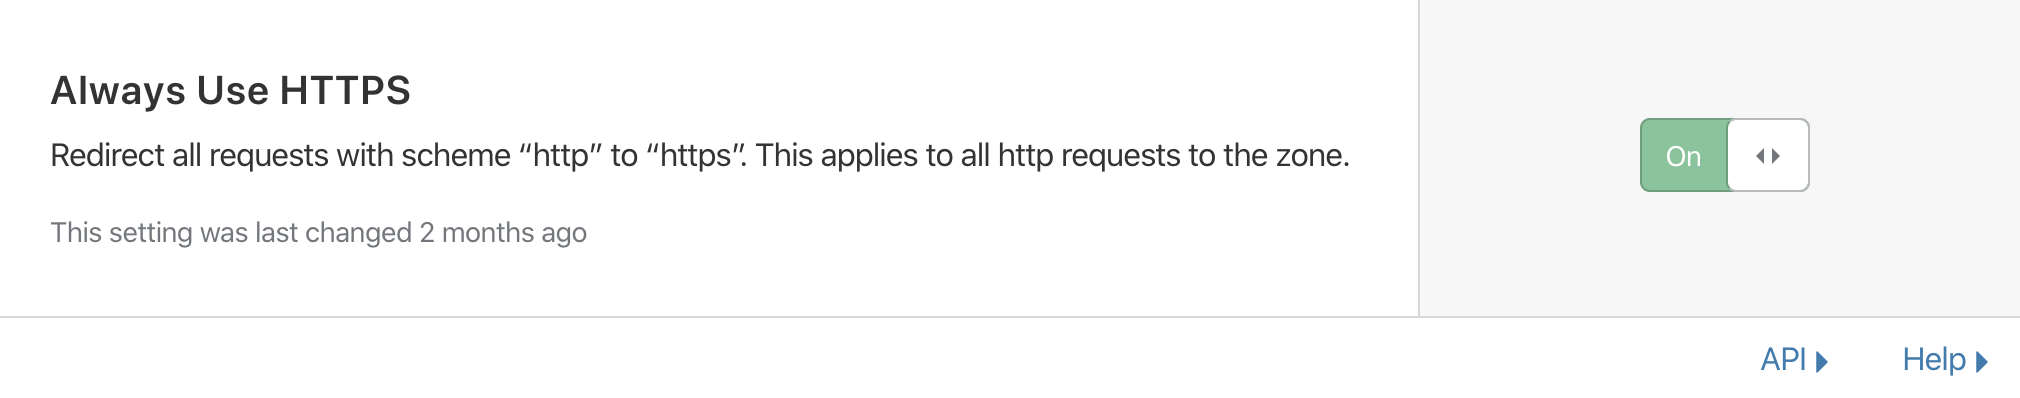 Always Use HTTPS
Redirect all requests with scheme “http” to “https”. This applies to all http requests to the zone.
On
This setting was last changed 2 months ago
API
Help